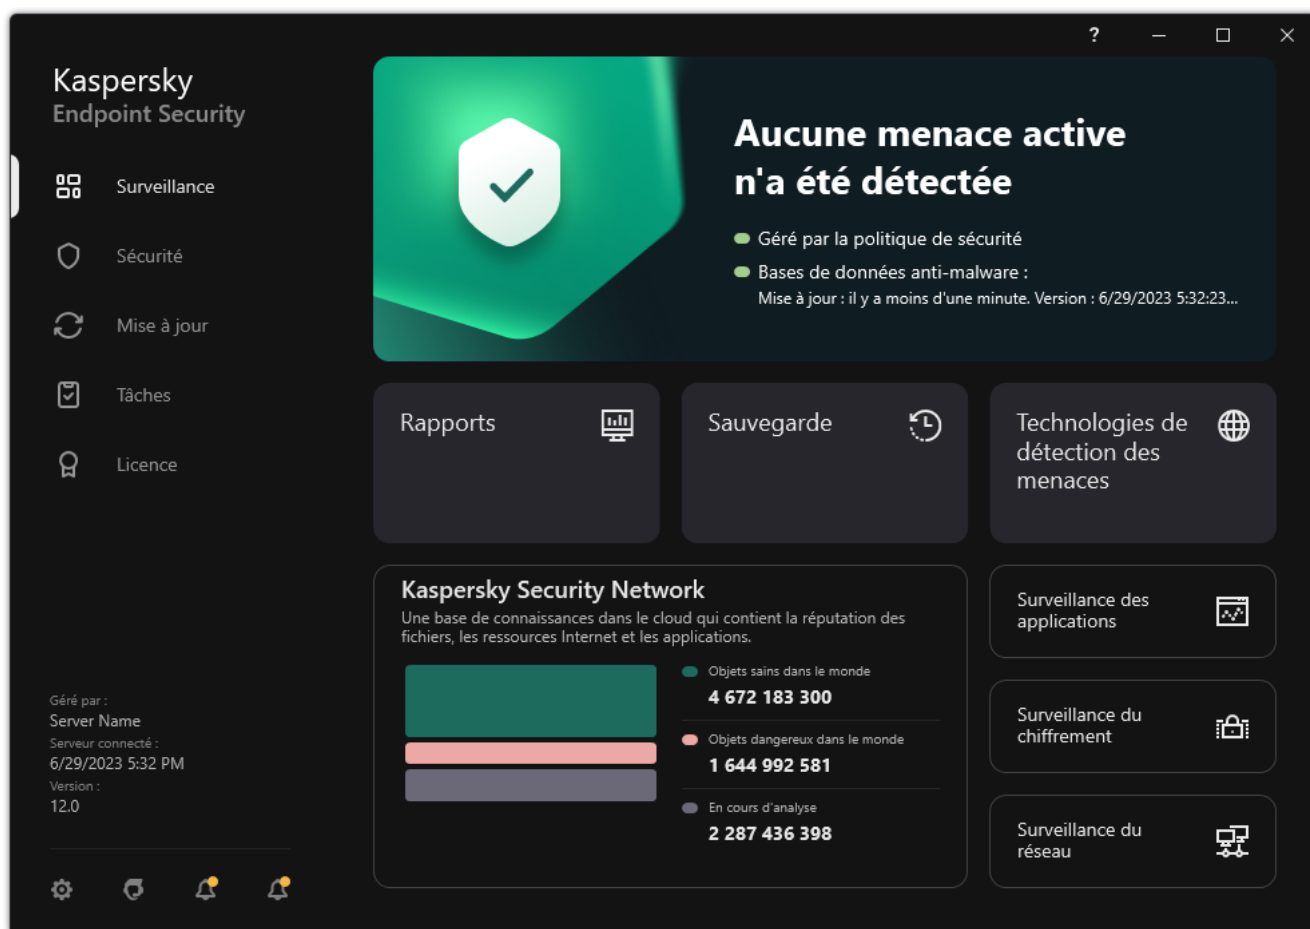 ?
Kaspersky
Endpoint Security
Surveillance
Sécurité
Mise à jour
Tâches
Licence
Géré par :
Server Name
Serveur connecté :
6/29/2023 5:32 PM
Version :
12.0
Aucune menace active
n'a été détectée
Géré par la politique de sécurité
Bases de données anti-malware :
Mise à jour : il y a moins d'une minute. Version : 6/29/2023 5:32:23...
Rapports
Sauvegarde
Technologies de
détection des
menaces
Kaspersky Security Network
Une base de connaissances dans le cloud qui contient la réputation des
fichiers, les ressources Internet et les applications.
Objets sains dans le monde
4 672 183 300
Objets dangereux dans le monde
1 644 992 581
En cours d'analyse
2 287 436 398
Surveillance des
applications
Surveillance du
chiffrement
Surveillance du
réseau